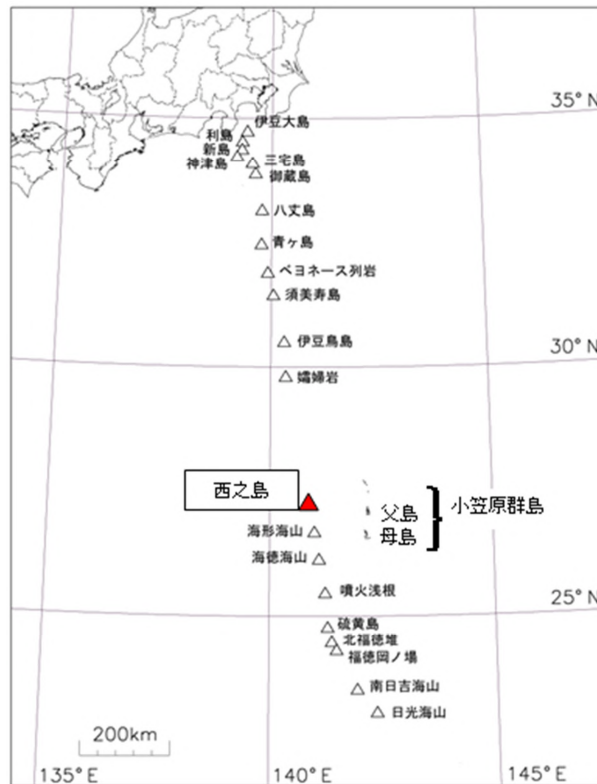 35° N
伊豆大島
利島
新島
神津島
三宅島
御蔵島
八丈島
青ヶ島
ベヨネース列岩
須美寿島
伊豆鳥島
30° N
孀婦岩
西之島
父島
母島
小笠原群島
海形海山
海徳海山
噴火浅根
25° N
硫黄島
北福徳堆
福徳岡ノ場
南日吉海山
日光海山
200km
135° E
140° E
145° E